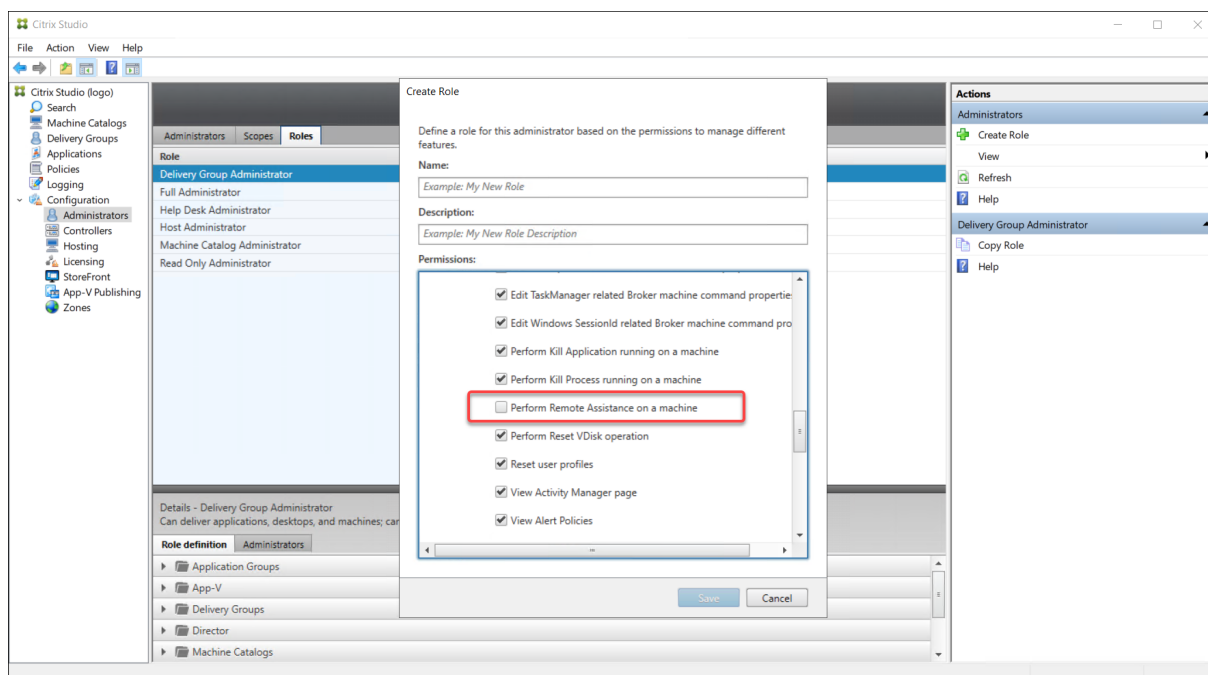 Citrix Studio
File Action View Help
Citrix Studio (logo)
Search
Machine Catalogs
Delivery Groups
Applications
Policies
Logging
Configuration
Administrators
Controllers
Hosting
Licensing
StoreFront
App-V Publishing
Zones
Administrators Scopes Roles
Role
Delivery Group Administrator
Full Administrator
Help Desk Administrator
Host Administrator
Machine Catalog Administrator
Read Only Administrator
Details - Delivery Group Administrator
Can deliver applications, desktops, and machines; car
Role definition Administrators
Application Groups
App-V
Delivery Groups
Director
Machine Catalogs
Create Role
Define a role for this administrator based on the permissions to manage different
features.
Name:
Example: My New Role
Description:
Example: My New Role Description
Permissions:
Edit TaskManager related Broker machine command propertie
Edit Windows SessionId related Broker machine command pro
Perform Kill Application running on a machine
Perform Kill Process running on a machine
Perform Remote Assistance on a machine
Perform Reset VDisk operation
Reset user profiles
View Activity Manager page
View Alert Policies
Save Cancel
Actions
Administrators
Create Role
View
Refresh
Help
Delivery Group Administrator
Copy Role
Help